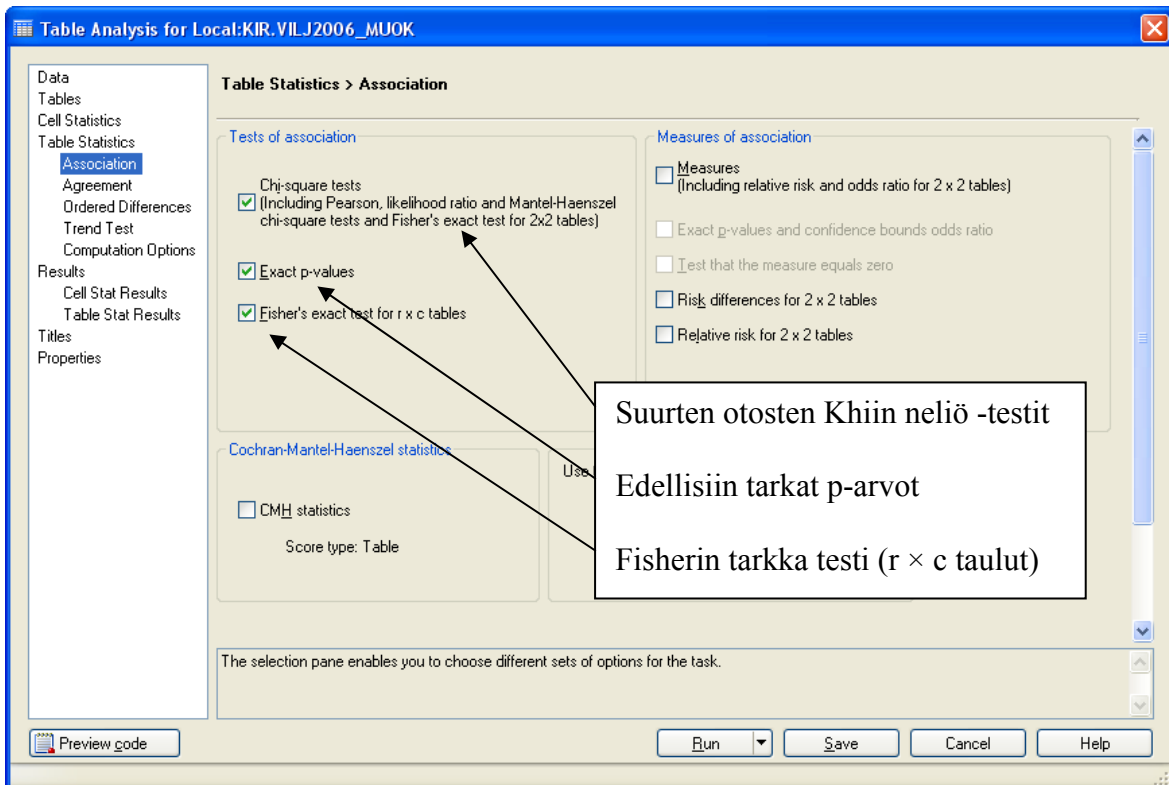 Table Analysis for Local:KIR.VILJ2006_MUOK
Data
Tables
Cell Statistics
Table Statistics
Association
Agreement
Ordered Differences
Trend Test
Computation Options
Results
Cell Stat Results
Table Stat Results
Titles
Properties
Table Statistics > Association
Tests of association
Chi-square tests
(Including Pearson, likelihood ratio and Mantel-Haenszel
chi-square tests and Fisher's exact test for 2x2 tables)
Exact p-values
Fisher's exact test for r x c tables
Measures of association
Measures
(Including relative risk and odds ratio for 2 x 2 tables)
Exact p-values and confidence bounds odds ratio
Test that the measure equals zero
Risk differences for 2 x 2 tables
Relative risk for 2 x 2 tables
Cochran-Mantel-Haenszel statistics
CMH statistics
Score type: Table
Use
Suurten otosten Khiin neliö -testit
Edellisiin tarkat p-arvot
Fisherin tarkka testi (r × c taulut)
The selection pane enables you to choose different sets of options for the task.
Preview code
Run
Save
Cancel
Help